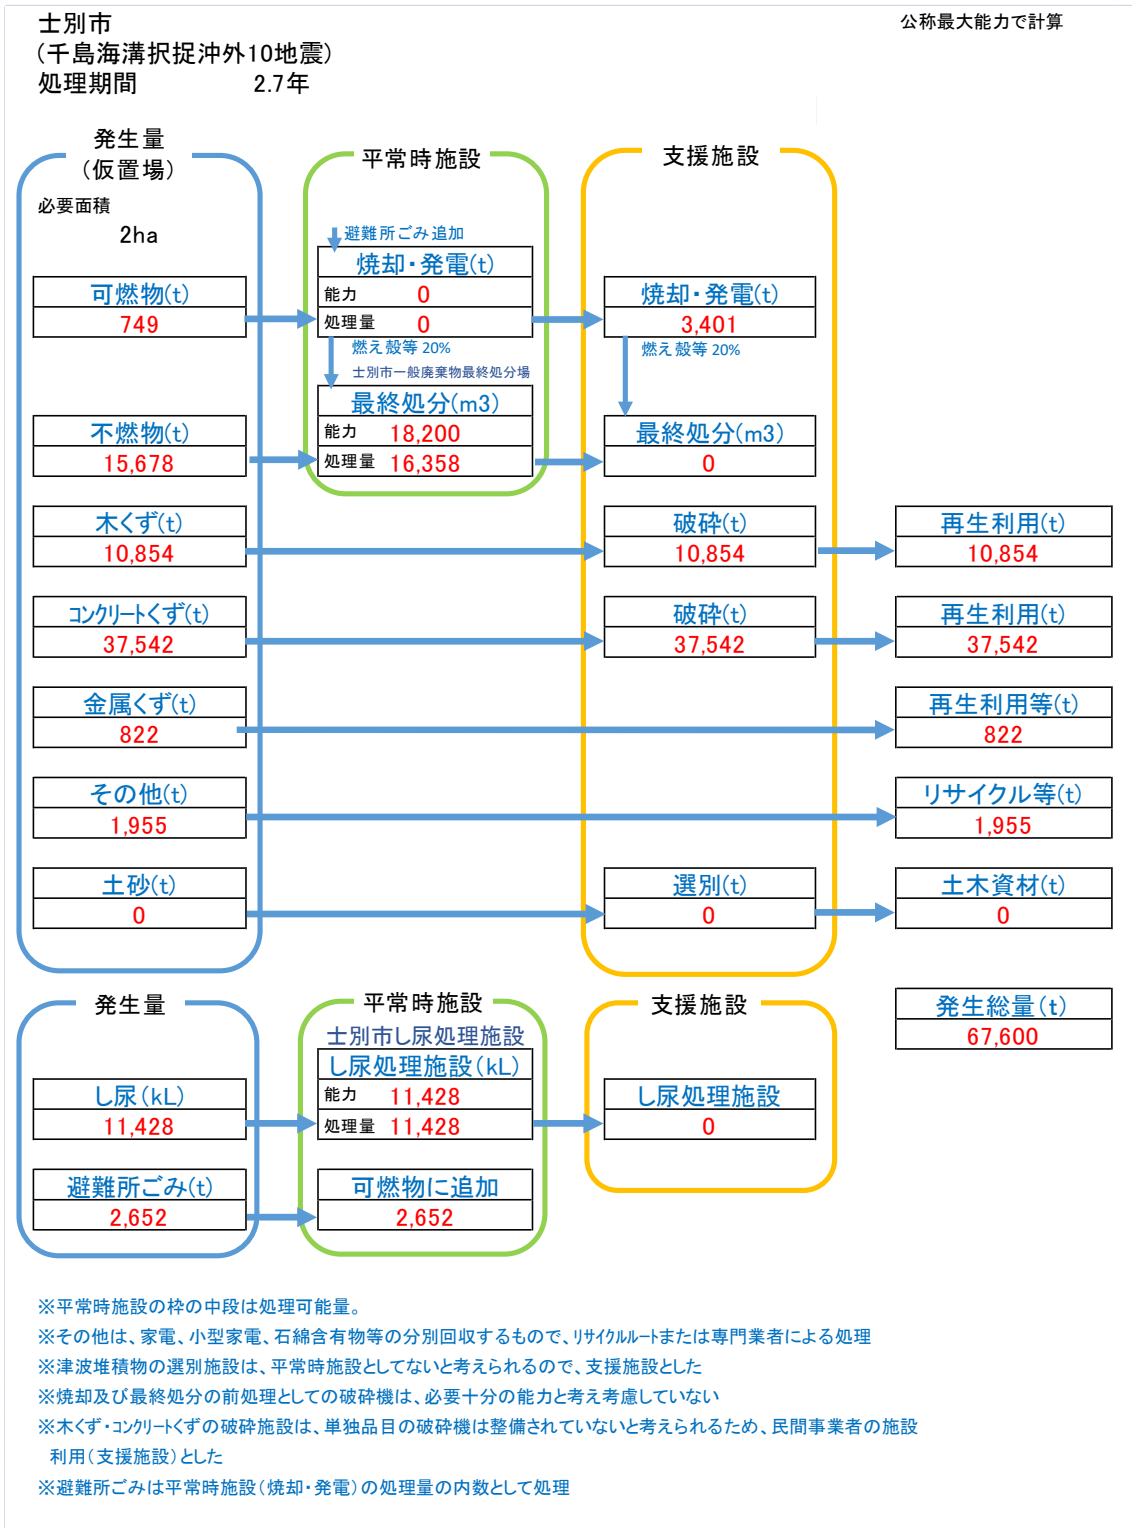 士別市
公称最大能力で計算
(千島海溝択捉沖外10地震)
処理期間 2.7年
発生量
(仮置場)
平常時施設
支援施設
必要面積
2ha
避難所ごみ追加
可燃物(t)
749
焼却・発電(t)
能力 0
処理量 0
焼却・発電(t)
3,401
燃え殻等 20%
燃え殻等 20%
士別市一般廃棄物最終処分場
不燃物(t)
15,678
最終処分(m3)
能力 18,200
処理量 16,358
最終処分(m3)
0
木くず(t)
10,854
破砕(t)
10,854
再生利用(t)
10,854
コンクリートくず(t)
37,542
破砕(t)
37,542
再生利用(t)
37,542
金属くず(t)
822
再生利用等(t)
822
その他(t)
1,955
リサイクル等(t)
1,955
土砂(t)
0
選別(t)
0
土木資材(t)
0
発生量
平常時施設
支援施設
発生総量(t)
67,600
士別市し尿処理施設
し尿(kL)
11,428
し尿処理施設(kL)
能力 11,428
処理量 11,428
し尿処理施設
0
避難所ごみ(t)
2,652
可燃物に追加
2,652
※平常時施設の枠の中段は処理可能量。
※その他は、家電、小型家電、石綿含有物等の分別回収するもので、リサイクルルートまたは専門業者による処理
※津波堆積物の選別施設は、平常時施設としてないと考えられるので、支援施設とした
※焼却及び最終処分の前処理としての破砕機は、必要十分の能力と考え考慮していない
※木くず・コンクリートくずの破砕施設は、単独品目の破砕機は整備されていないと考えられるため、民間事業者の施設
利用(支援施設)とした
※避難所ごみは平常時施設(焼却・発電)の処理量の内数として処理